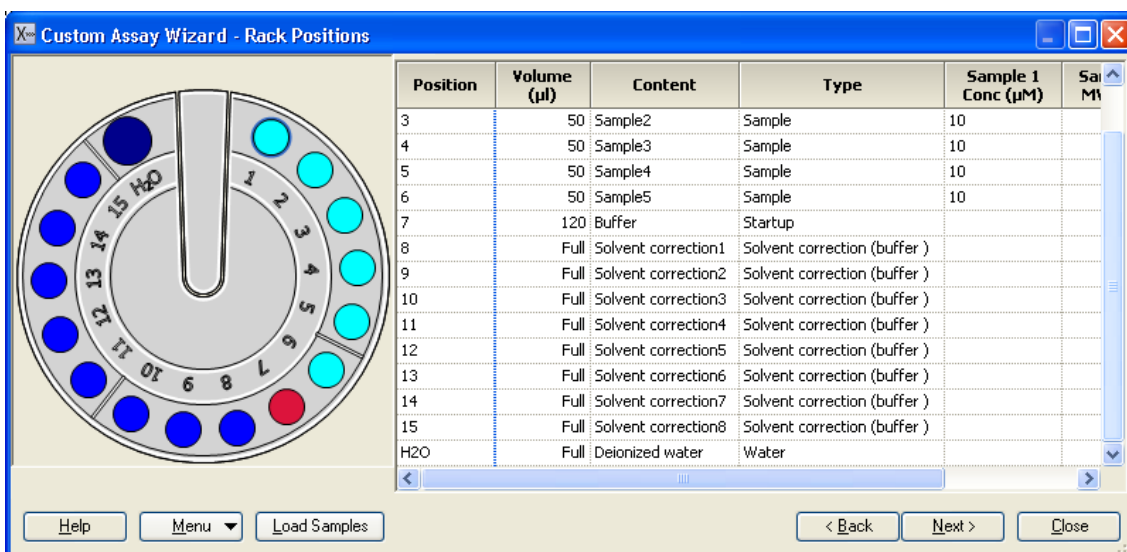 Custom Assay Wizard - Rack Positions
H2O
1
2
3
4
5
6
7
8
9
10
11
12
13
14
15
Position Volume (µl) Content Type Sample 1 Conc (µM)
3 50 Sample2 Sample 10
4 50 Sample3 Sample 10
5 50 Sample4 Sample 10
6 50 Sample5 Sample 10
7 120 Buffer Startup
8 Full Solvent correction1 Solvent correction (buffer )
9 Full Solvent correction2 Solvent correction (buffer )
10 Full Solvent correction3 Solvent correction (buffer )
11 Full Solvent correction4 Solvent correction (buffer )
12 Full Solvent correction5 Solvent correction (buffer )
13 Full Solvent correction6 Solvent correction (buffer )
14 Full Solvent correction7 Solvent correction (buffer )
15 Full Solvent correction8 Solvent correction (buffer )
H2O Full Deionized water Water
Help Menu Load Samples < Back Next > Close